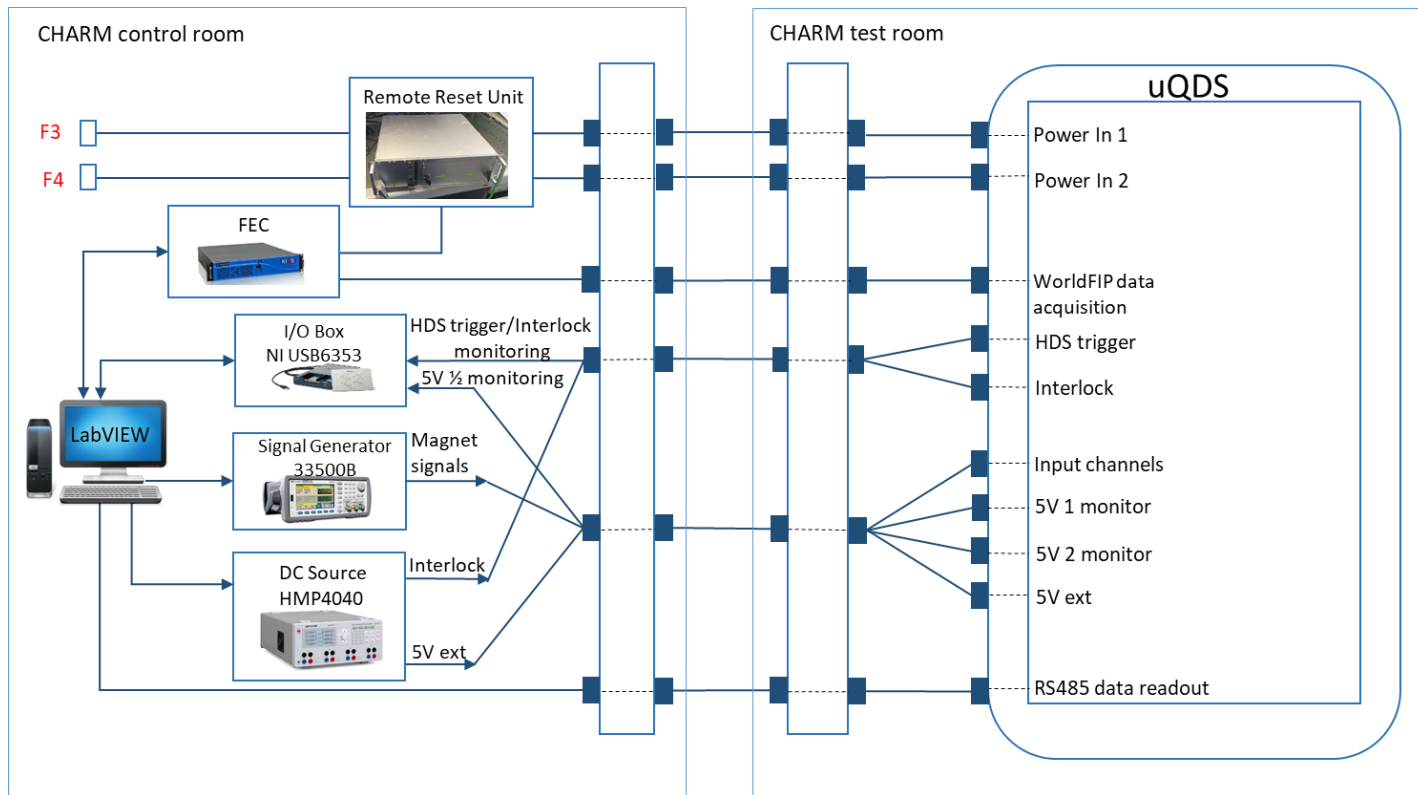 CHARM control room
CHARM test room
uQDS
Remote Reset Unit
F3
F4
FEC
I/O Box
NI USB6353
HDS trigger/Interlock
monitoring
5V ½ monitoring
LabVIEW
Signal Generator
33500B
Magnet
signals
DC Source
HMP4040
Interlock
5V ext
Power In 1
Power In 2
WorldFIP data
acquisition
HDS trigger
Interlock
Input channels
5V 1 monitor
5V 2 monitor
5V ext
RS485 data readout